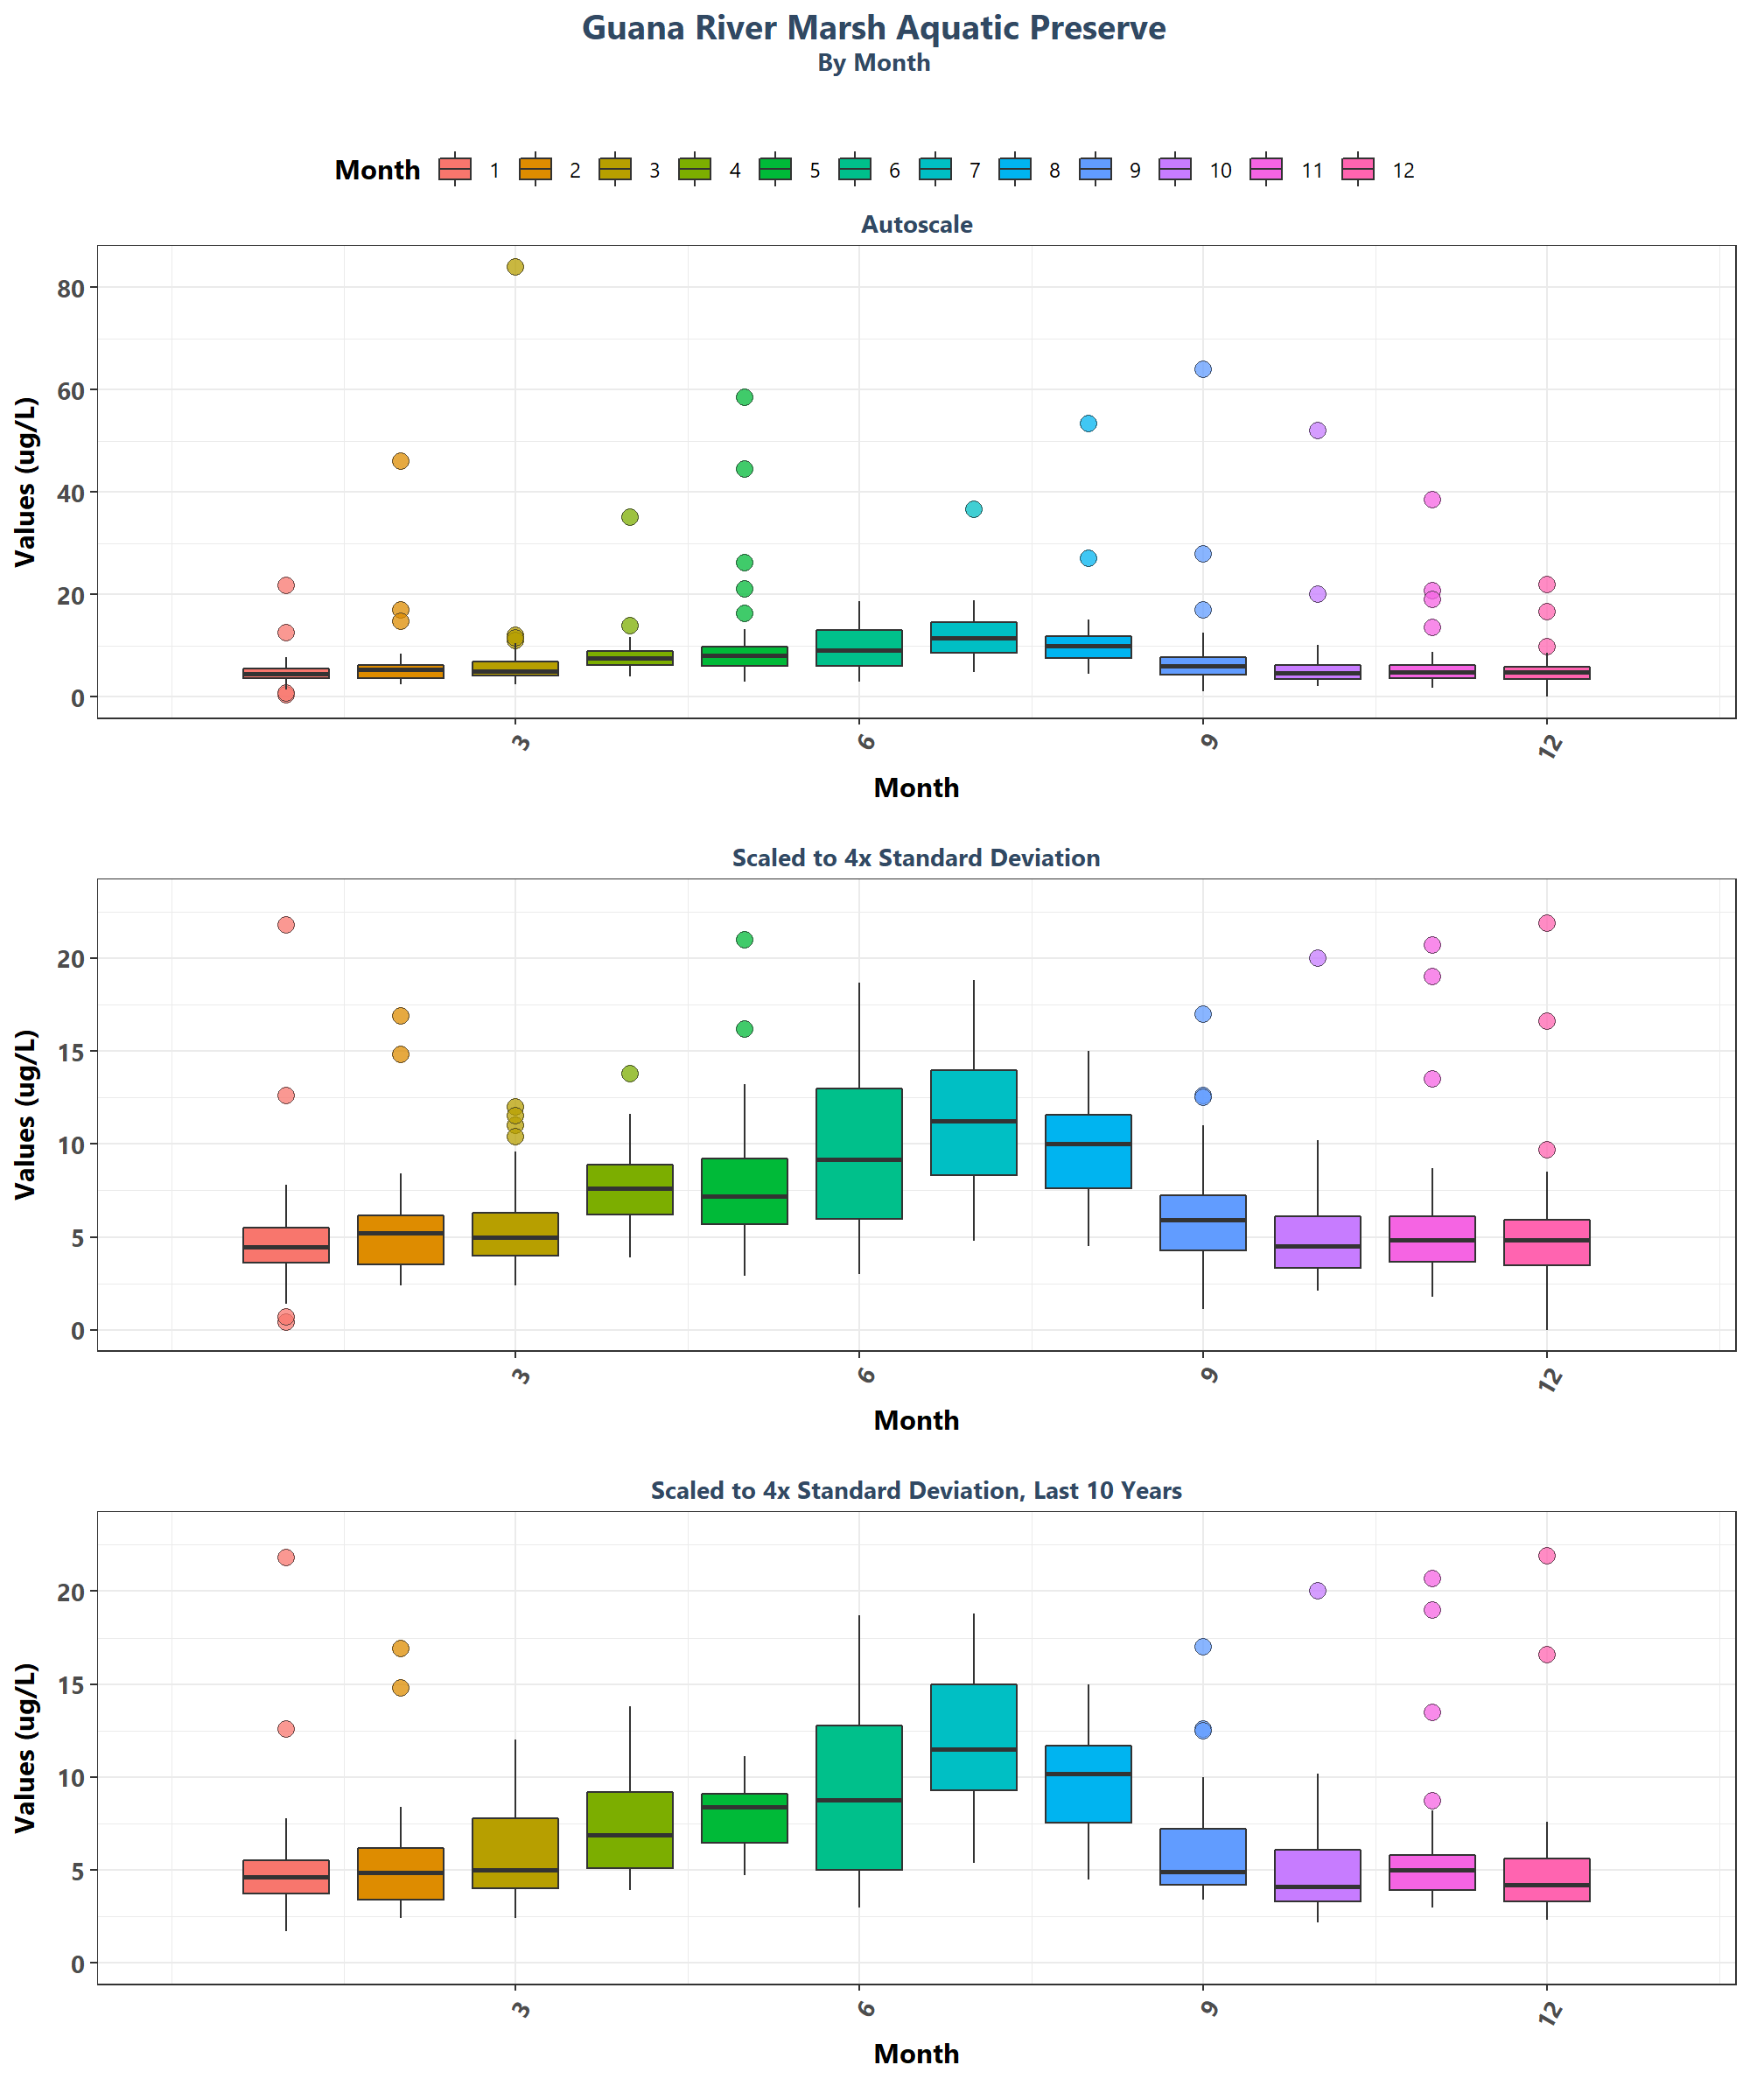 Guana River Marsh Aquatic Preserve
By Month
Month 1 2 3 4 5 6 7 8 9 10 11 12
Autoscale
Values (ug/L)
80
60
40
20
0
3 6 9 12
Month
Scaled to 4x Standard Deviation
Values (ug/L)
20
15
10
5
0
3 6 9 12
Month
Scaled to 4x Standard Deviation, Last 10 Years
Values (ug/L)
20
15
10
5
0
3 6 9 12
Month